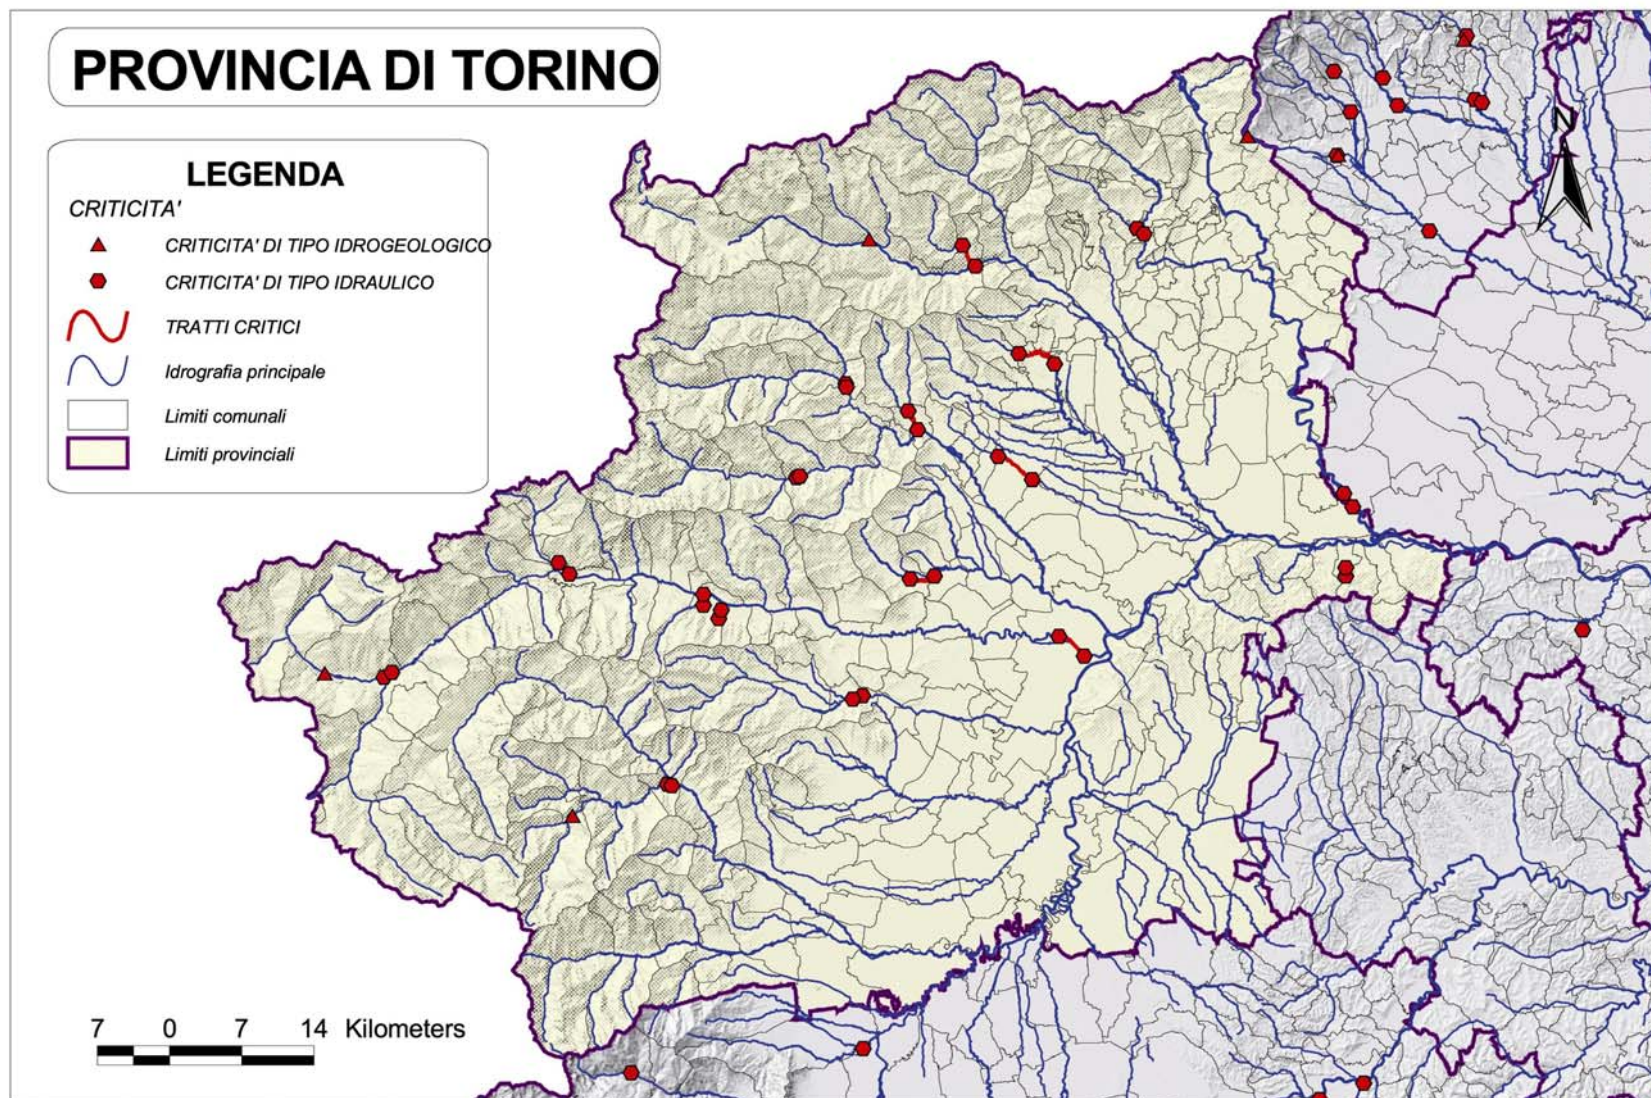 PROVINCIA DI TORINO
LEGENDA
CRITICITA'
CRITICITA' DI TIPO IDROGEOLOGICO
CRITICITA' DI TIPO IDRAULICO
TRATTI CRITICI
Idrografia principale
Limiti comunali
Limiti provinciali
N
7 0 7 14 Kilometers